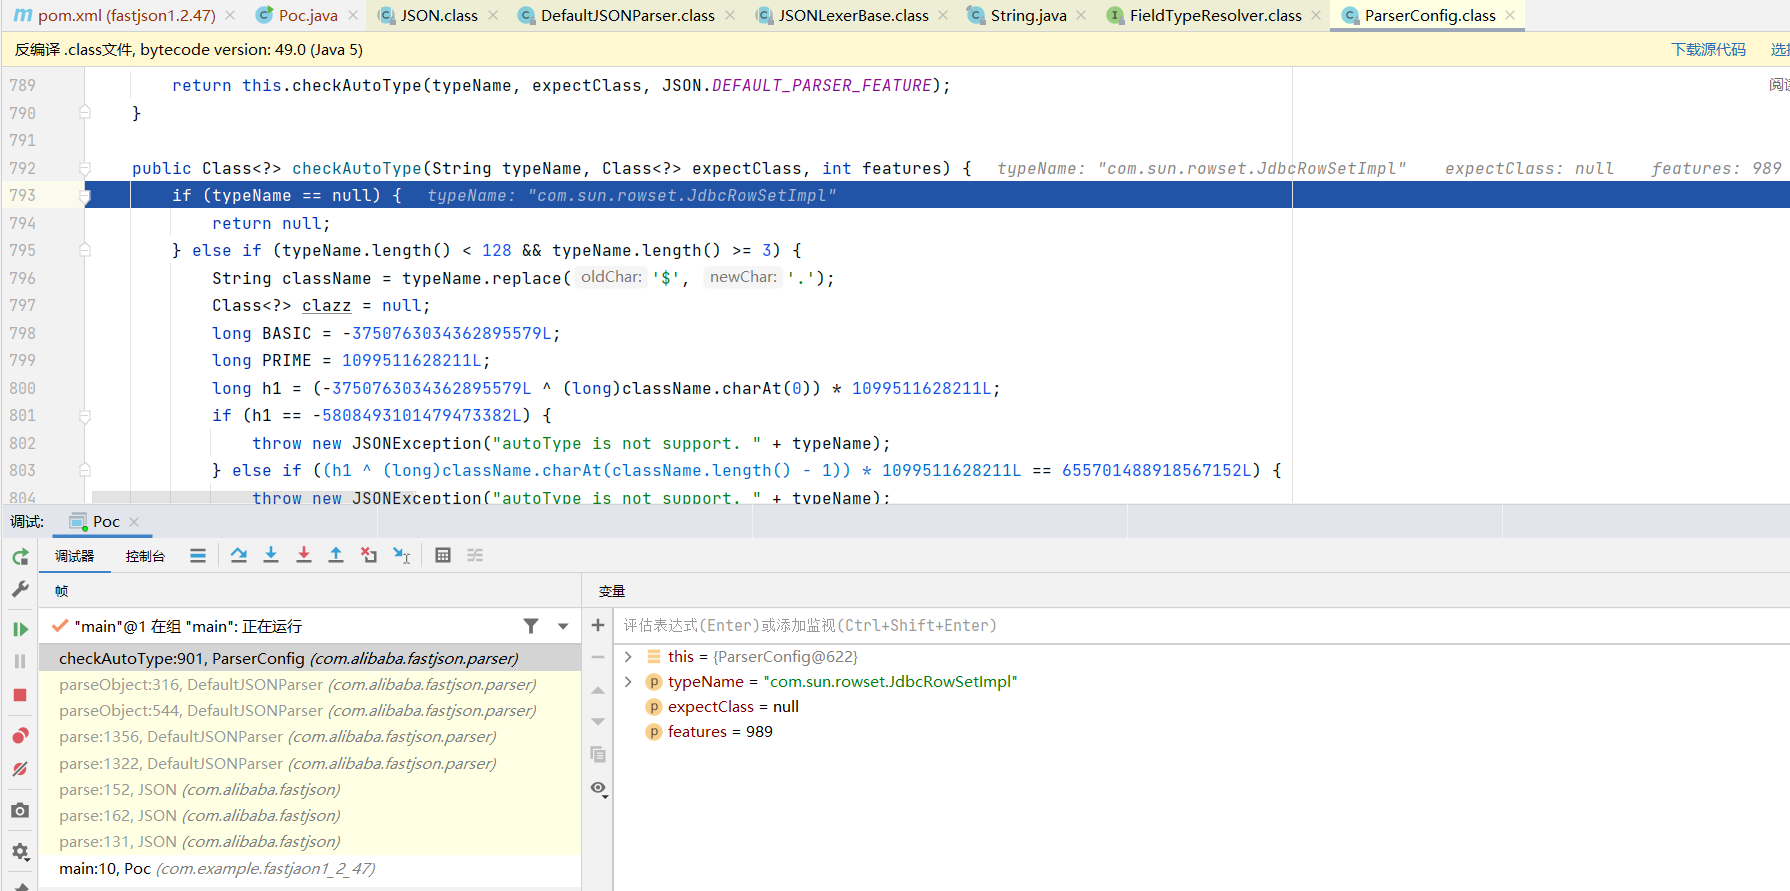 pom.xml (fastjson1.2.47) Poc.java JSON.class DefaultJSONParser.class JSONLexerBase.class String.java FieldTypeResolver.class ParserConfig.class
反编译 .class文件, bytecode version: 49.0 (Java 5) 下载源代码
789 return this.checkAutoType(typeName, expectClass, JSON.DEFAULT_PARSER_FEATURE);
790 }
791
792 public Class<?> checkAutoType(String typeName, Class<?> expectClass, int features) { typeName: "com.sun.rowset.JdbcRowSetImpl" expectClass: null features: 989
793 if (typeName == null) { typeName: "com.sun.rowset.JdbcRowSetImpl"
794 return null;
795 } else if (typeName.length() < 128 && typeName.length() >= 3) {
796 String className = typeName.replace( oldChar: '$', newChar: '.');
797 Class<?> clazz = null;
798 long BASIC = -3750763034362895579L;
799 long PRIME = 1099511628211L;
800 long h1 = (-3750763034362895579L ^ (long)className.charAt(0)) * 1099511628211L;
801 if (h1 == -5808493101479473382L) {
802 throw new JSONException("autoType is not support. " + typeName);
803 } else if ((h1 ^ (long)className.charAt(className.length() - 1)) * 1099511628211L == 655701488918567152L) {
804 throw new JSONException("autoType is not support. " + typeName);
调试: Poc
调试器 控制台
帧 变量
"main"@1 在组 "main": 正在运行
评估表达式(Enter)或添加监视(Ctrl+Shift+Enter)
checkAutoType:901, ParserConfig (com.alibaba.fastjson.parser)
parseObject:316, DefaultJSONParser (com.alibaba.fastjson.parser)
parseObject:544, DefaultJSONParser (com.alibaba.fastjson.parser)
parse:1356, DefaultJSONParser (com.alibaba.fastjson.parser)
parse:1322, DefaultJSONParser (com.alibaba.fastjson.parser)
parse:152, JSON (com.alibaba.fastjson)
parse:162, JSON (com.alibaba.fastjson)
parse:131, JSON (com.alibaba.fastjson)
main:10, Poc (com.example.fastjaon1_2_47)
this = {ParserConfig@622}
typeName = "com.sun.rowset.JdbcRowSetImpl"
expectClass = null
features = 989